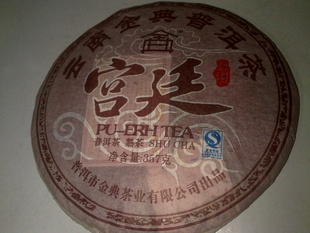 云南金典普洱茶
宫廷
PU-ERH TEA
普洱茶 熟茶 SHU CHA
净含量:357克
普洱市金典茶业有限公司出品